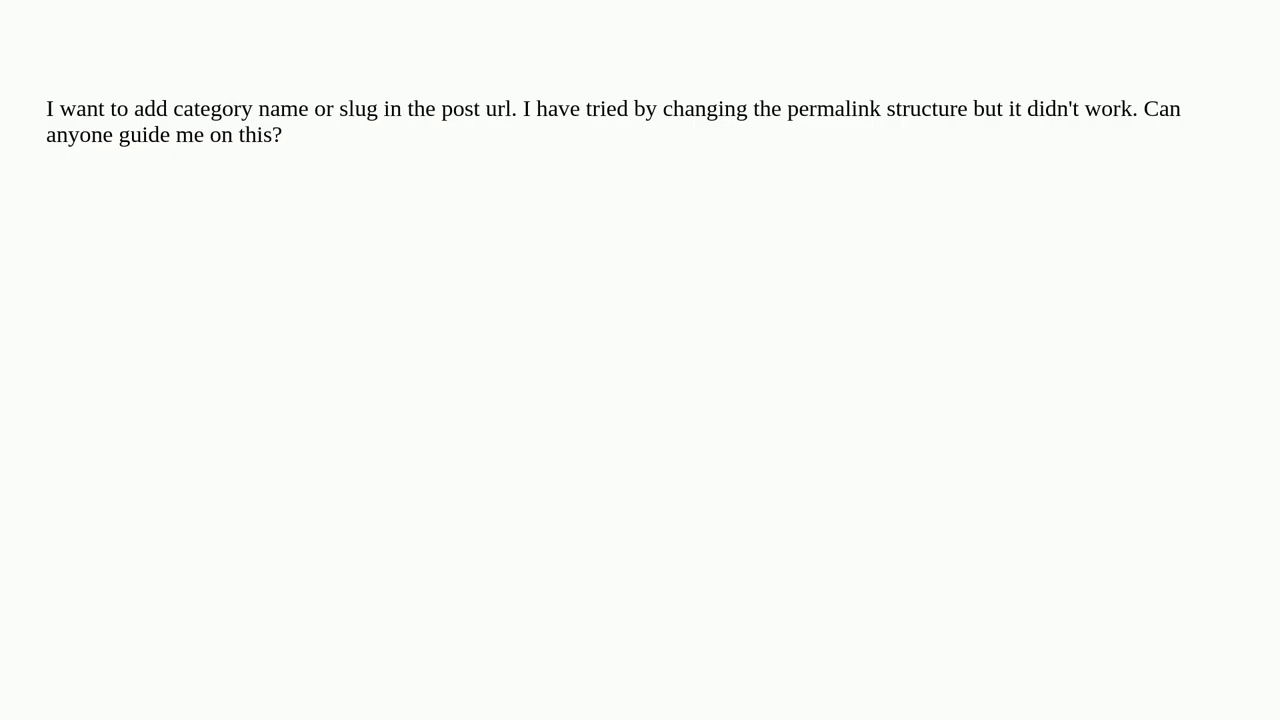 I want to add category name or slug in the post url. I have tried by changing the permalink structure but it didn't work. Can
anyone guide me on this?